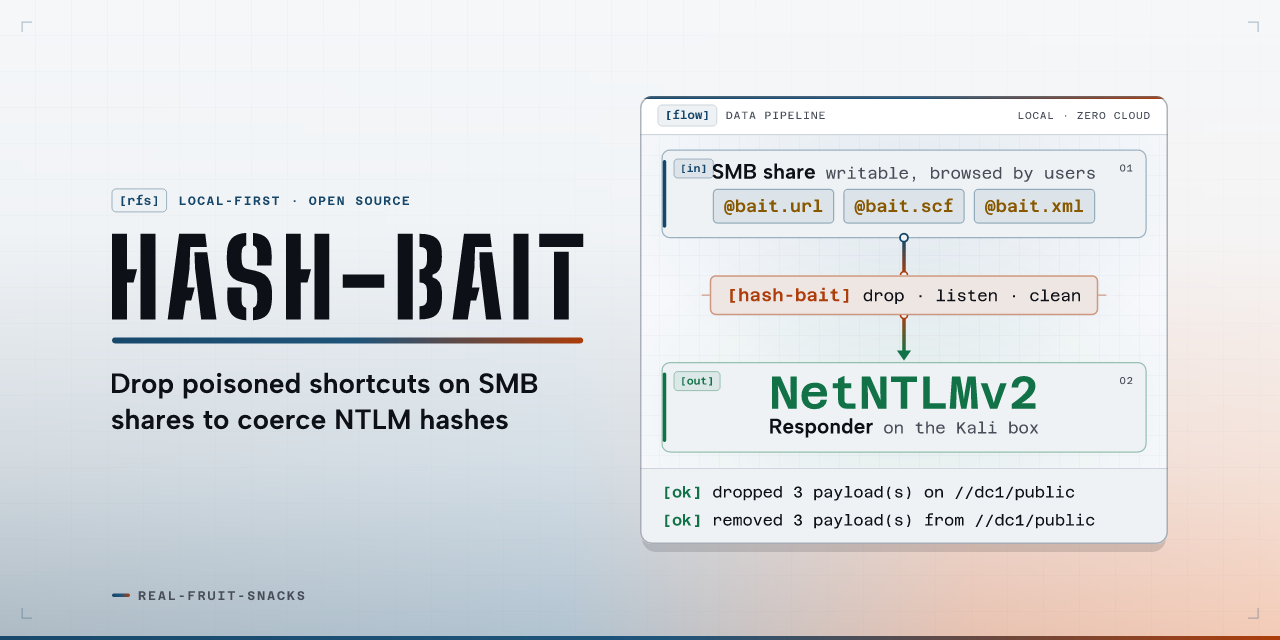 [rfs] LOCAL-FIRST · OPEN SOURCE
HASH-BAIT
Drop poisoned shortcuts on SMB
shares to coerce NTLM hashes
REAL-FRUIT-SNACKS
[flow] DATA PIPELINE LOCAL · ZERO CLOUD
[in] SMB share writable, browsed by users 01
@bait.url @bait.scf @bait.xml
[hash-bait] drop · listen · clean
[out] NetNTLMv2 02
Responder on the Kali box
[ok] dropped 3 payload(s) on //dc1/public
[ok] removed 3 payload(s) from //dc1/public